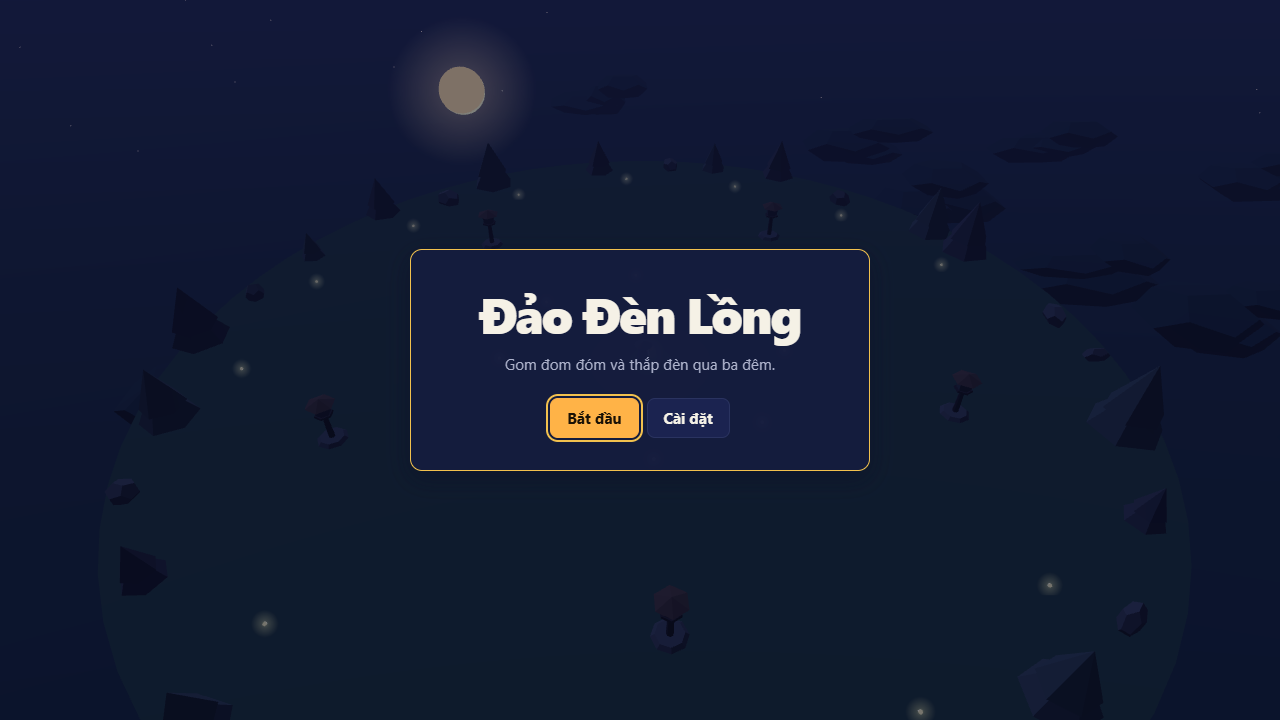 Đảo Đèn Lồng
Gom đom đóm và thắp đèn qua ba đêm.
Bắt đầu
Cài đặt